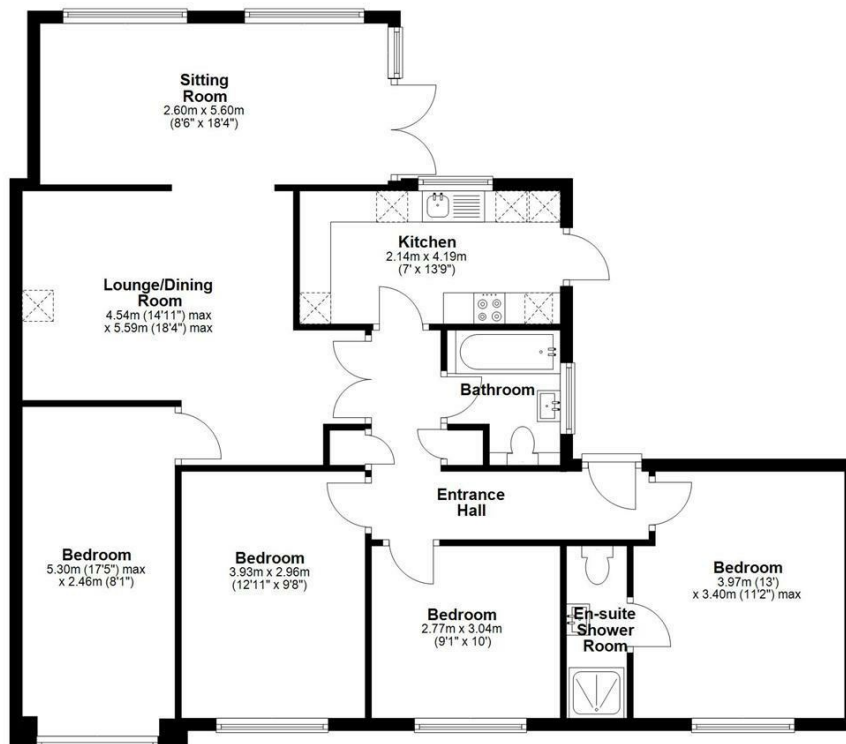 Sitting
Room
2.60m x 5.60m
(8'6" x 18'4")
Kitchen
2.14m x 4.19m
(7' x 13'9")
Lounge/Dining
Room
4.54m (14'11") max
x 5.59m (18'4") max
Bathroom
Entrance
Hall
Bedroom
5.30m (17'5") max
x 2.46m (8'1")
Bedroom
3.93m x 2.96m
(12'11" x 9'8")
Bedroom
2.77m x 3.04m
(9'1" x 10')
En-suite
Shower
Room
Bedroom
3.97m (13')
x 3.40m (11'2") max